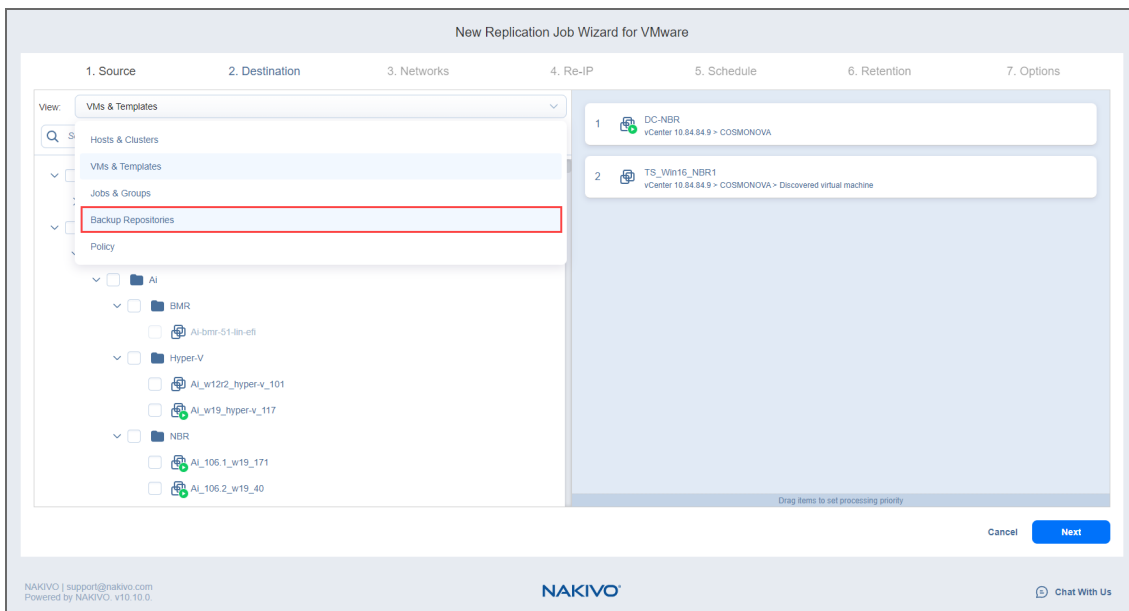 New Replication Job Wizard for VMware
1. Source 2. Destination 3. Networks 4. Re-IP 5. Schedule 6. Retention 7. Options
View: VMs & Templates
Hosts & Clusters
VMs & Templates
Jobs & Groups
Backup Repositories
Policy
Ai
BMR
Ai-bmr-51-lin-efi
Hyper-V
Ai_w12r2_hyper-v_101
Ai_w19_hyper-v_117
NBR
Ai_106.1_w19_171
Ai_106.2_w19_40
1 DC-NBR
vCenter 10.84.84.9 > COSMONOVA
2 TS_Win16_NBR1
vCenter 10.84.84.9 > COSMONOVA > Discovered virtual machine
Drag items to set processing priority
Cancel Next
NAKIVO | support@nakivo.com
Powered by NAKIVO. v10.10.0.
NAKIVO®
Chat With Us